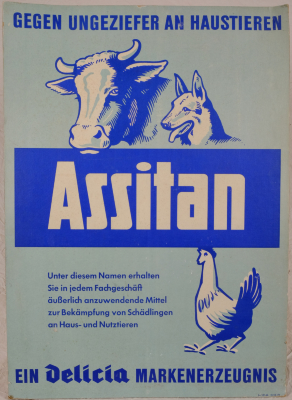 GEGEN UNGEZIEFER AN HAUSTIEREN
Assitan
Unter diesem Namen erhalten
Sie in jedem Fachgeschäft
äußerlich anzuwendende Mittel
zur Bekämpfung von Schädlingen
an Haus- und Nutztieren
EIN Delicia MARKENERZEUGNIS